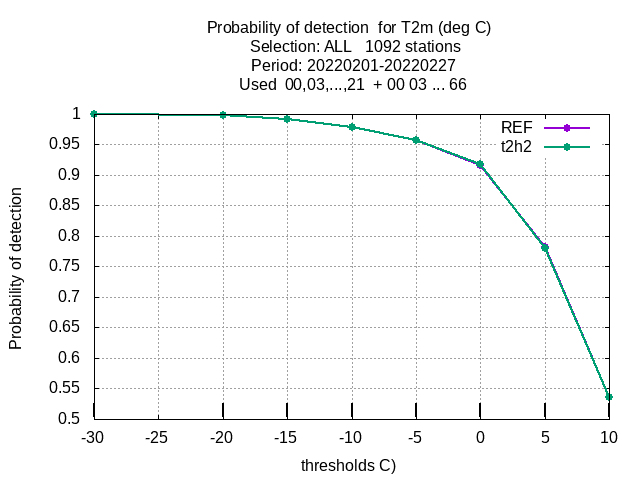 Probability of detection  for T2m (deg C)
Selection: ALL   1092 stations
Period: 20220201-20220227
Used  00,03,...,21  + 00 03 ... 66
REF
t2h2
Probability of detection
1
0.95
0.9
0.85
0.8
0.75
0.7
0.65
0.6
0.55
0.5
-30 -25 -20 -15 -10 -5 0 5 10
thresholds C)